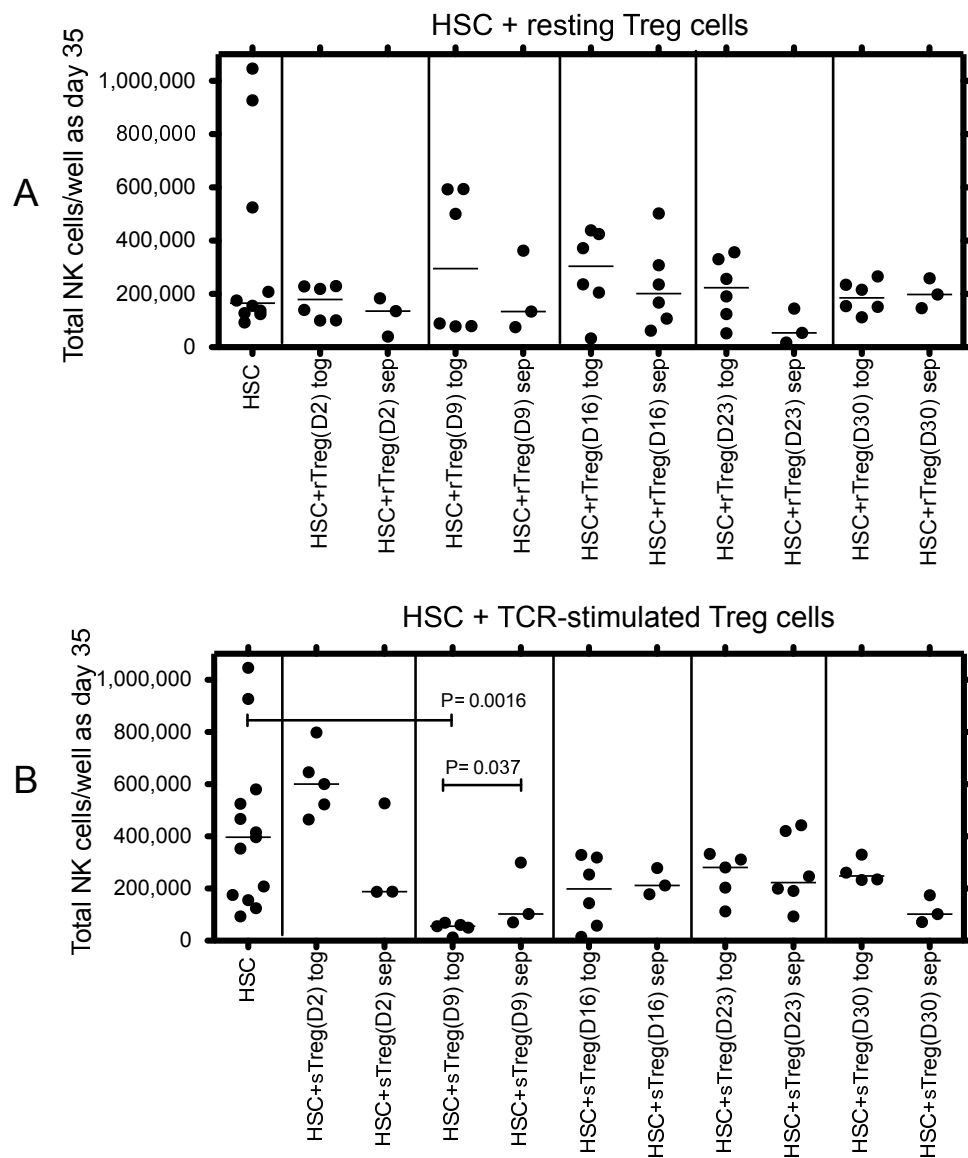 HSC + resting Treg cells
A
Total NK cells/well as day 35
1,000,000
800,000
600,000
400,000
200,000
0
HSC
HSC+rTreg(D2) tog
HSC+rTreg(D2) sep
HSC+rTreg(D9) tog
HSC+rTreg(D9) sep
HSC+rTreg(D16) tog
HSC+rTreg(D16) sep
HSC+rTreg(D23) tog
HSC+rTreg(D23) sep
HSC+rTreg(D30) tog
HSC+rTreg(D30) sep
HSC + TCR-stimulated Treg cells
B
Total NK cells/well as day 35
1,000,000
800,000
600,000
400,000
200,000
0
P= 0.0016
P= 0.037
HSC
HSC+sTreg(D2) tog
HSC+sTreg(D2) sep
HSC+sTreg(D9) tog
HSC+sTreg(D9) sep
HSC+sTreg(D16) tog
HSC+sTreg(D16) sep
HSC+sTreg(D23) tog
HSC+sTreg(D23) sep
HSC+sTreg(D30) tog
HSC+sTreg(D30) sep